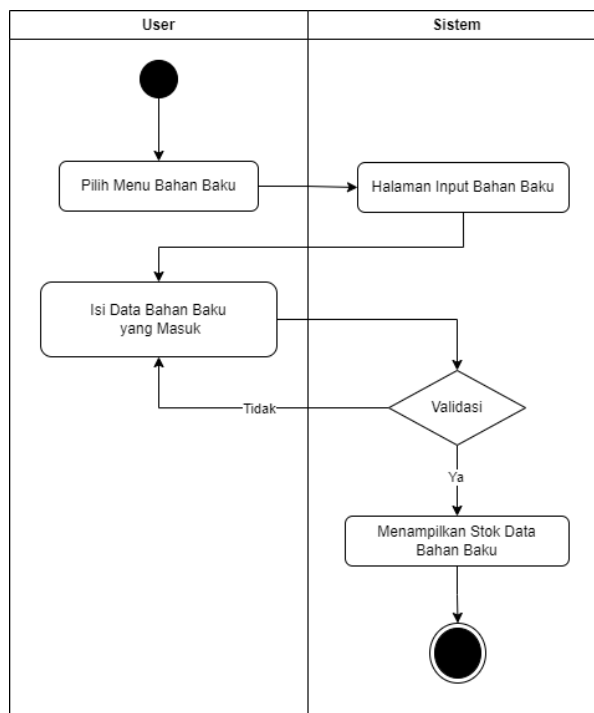 User
Sistem
Pilih Menu Bahan Baku
Halaman Input Bahan Baku
Isi Data Bahan Baku
yang Masuk
Validasi
Tidak
Ya
Menampilkan Stok Data
Bahan Baku